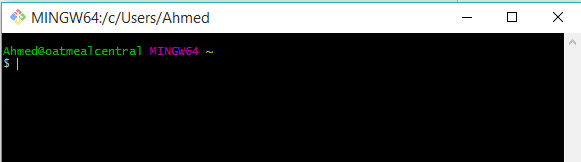 MINGW64:/c/Users/Ahmed
Ahmed@oatmealcentral MINGW64 ~
$